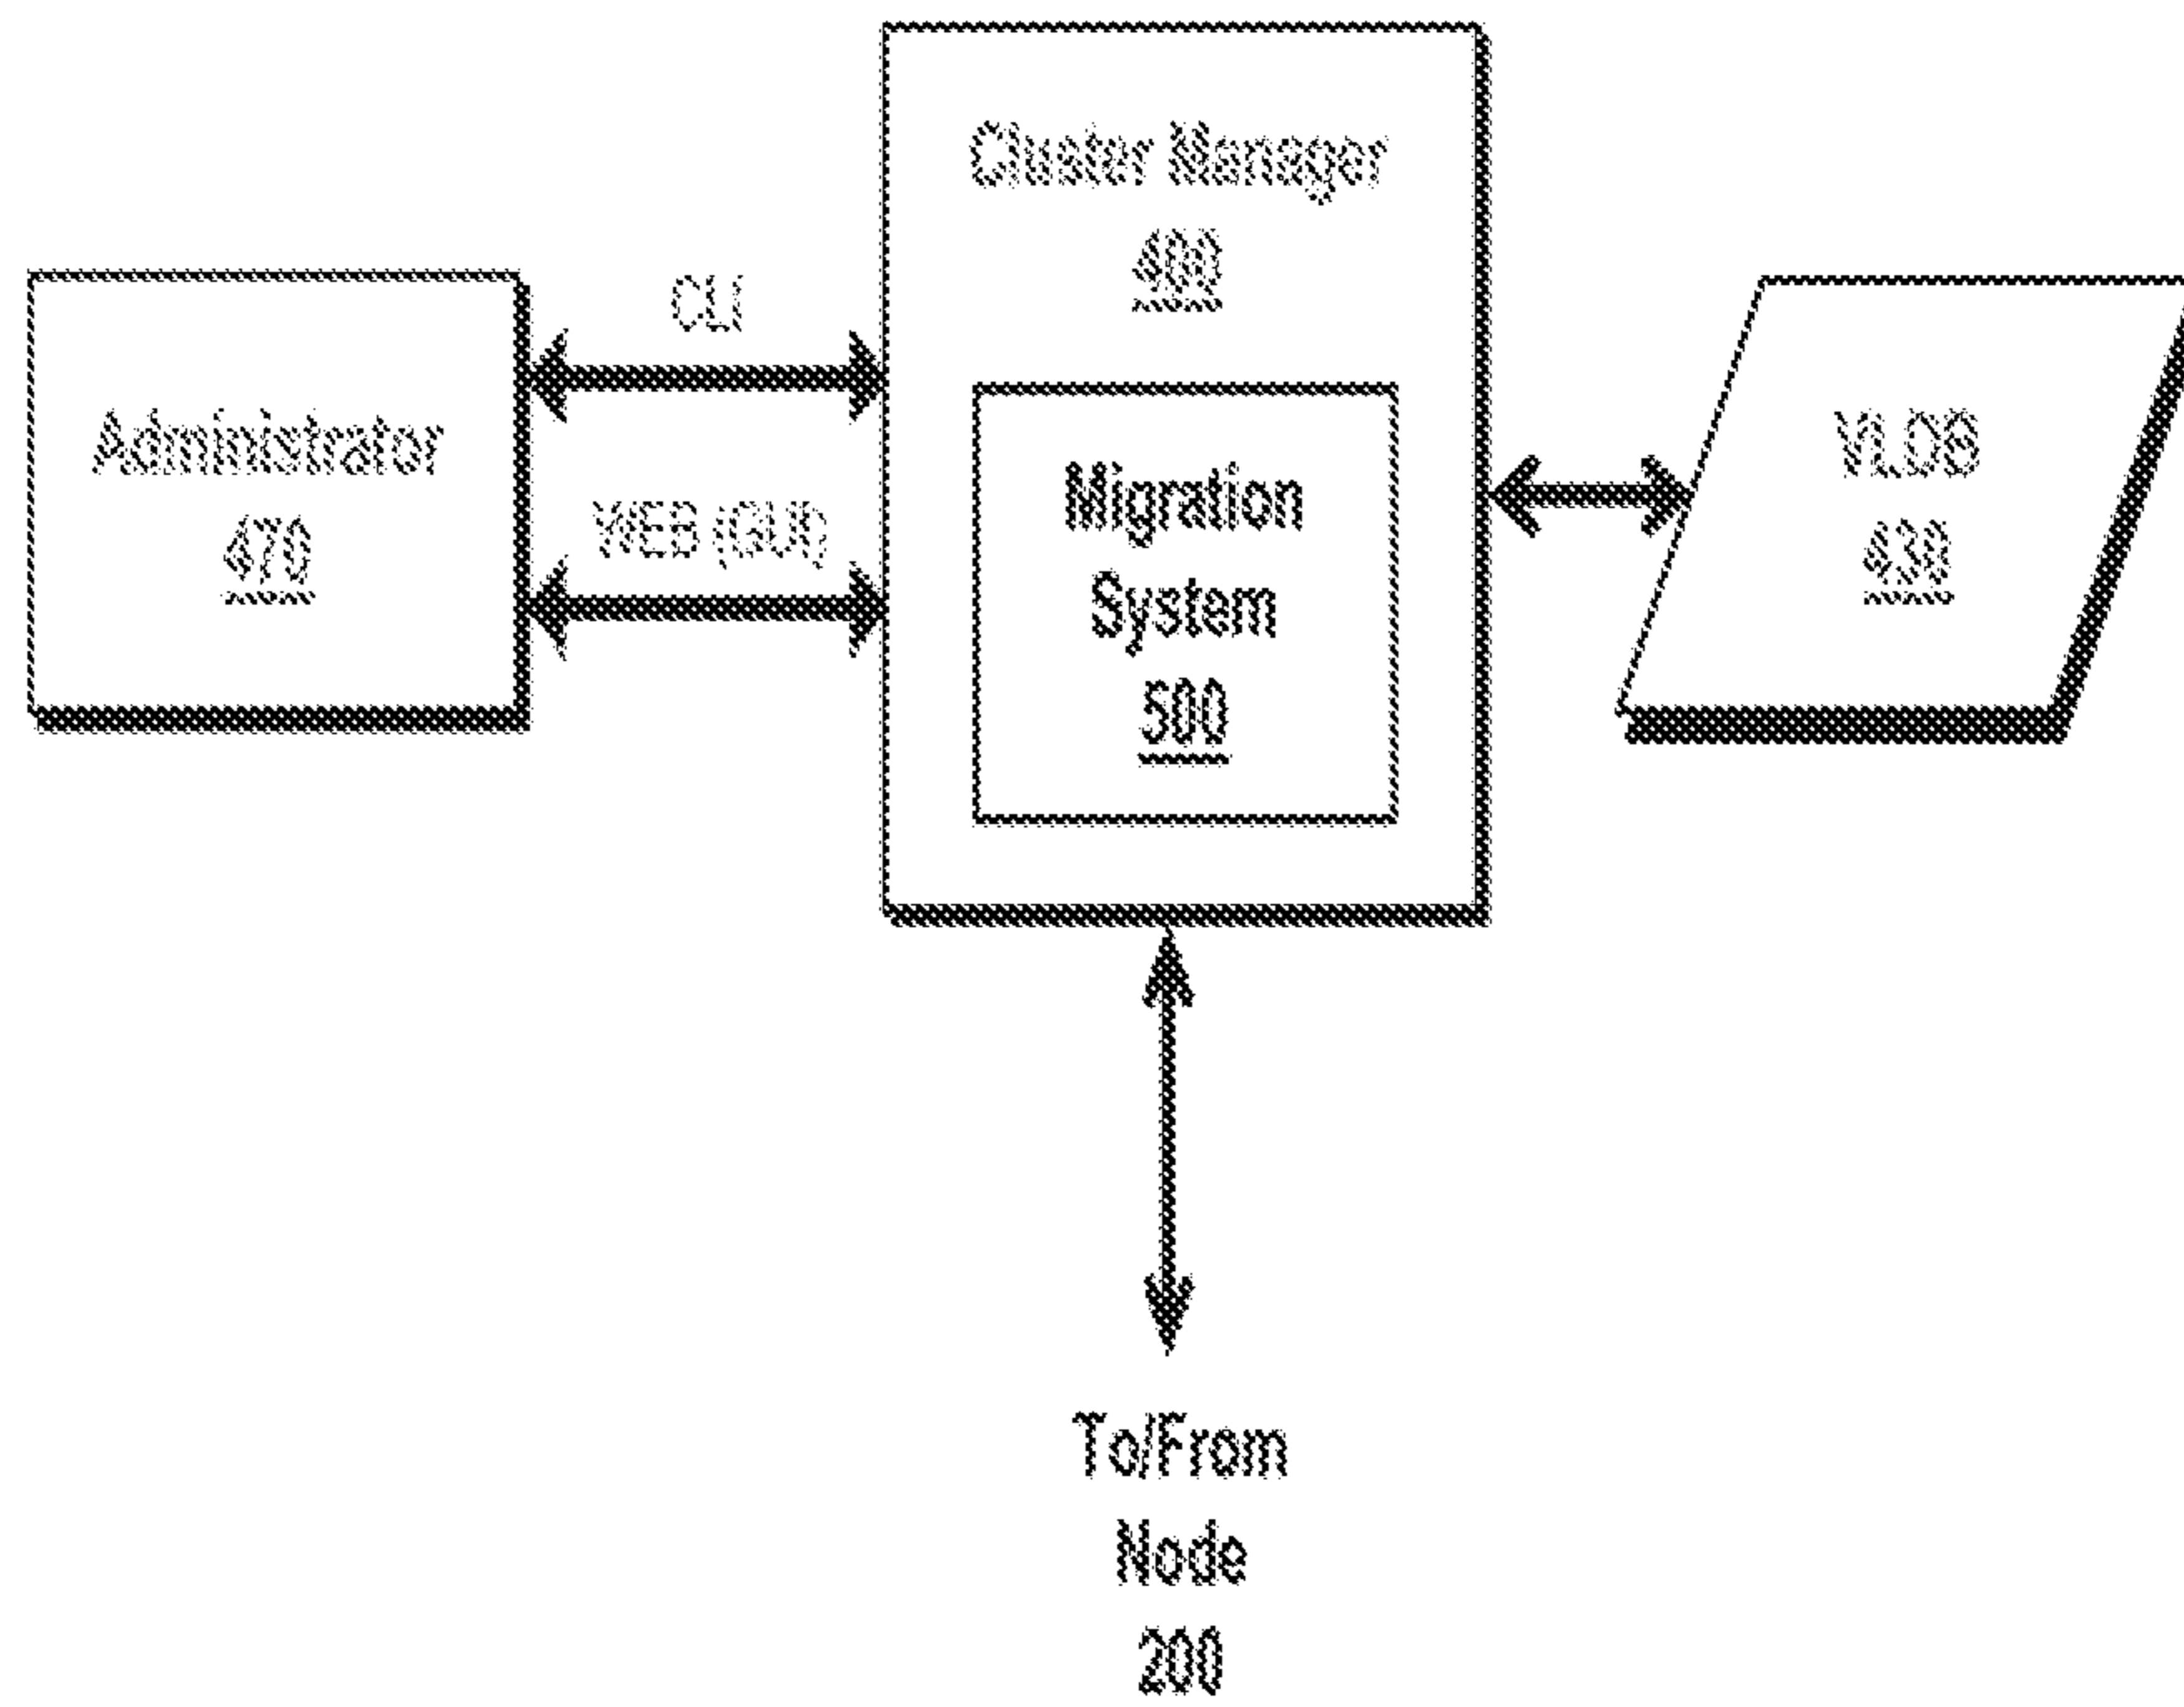 Cluster Manager
400
CLI
Administrator
470
WEB (GUI)
Migration
System
500
VLDB
430
To/From
Node
200